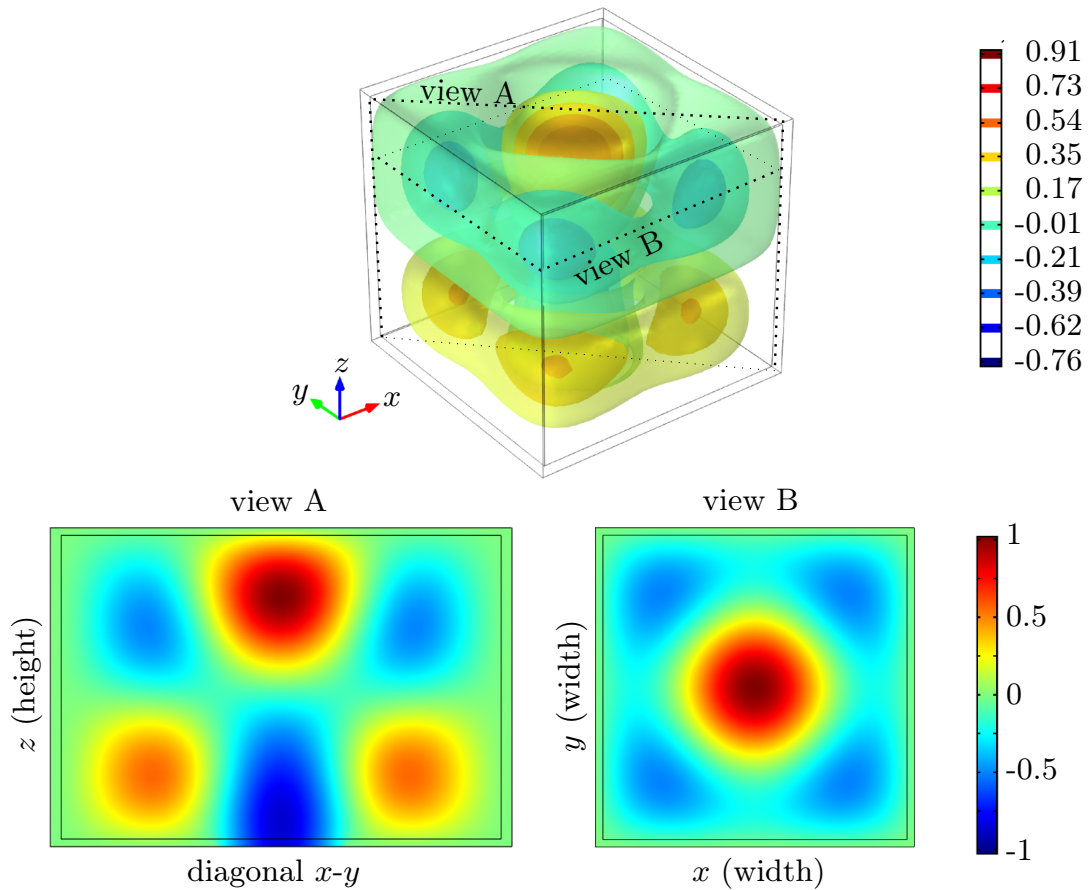 view A
view B
z
y
x
0.91
0.73
0.54
0.35
0.17
-0.01
-0.21
-0.39
-0.62
-0.76
view A
z (height)
diagonal x-y
view B
y (width)
x (width)
1
0.5
0
-0.5
-1